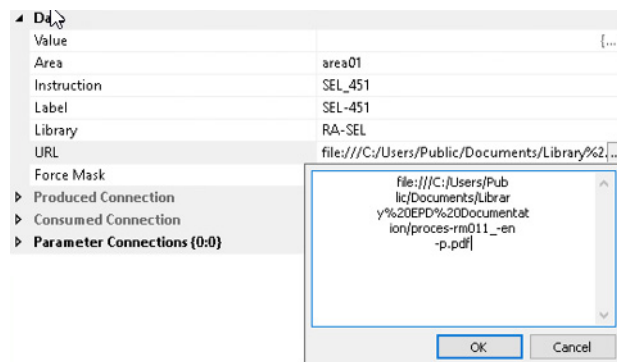 Da
Value {...
Area area01
Instruction SEL_451
Label SEL-451
Library RA-SEL
URL file:///C:/Users/Public/Documents/Library%2. ...
Force Mask
Produced Connection
Consumed Connection
Parameter Connections {0:0}
file:///C:/Users/Pub
lic/Documents/Librar
y%20EPD%20Documentat
ion/proces-rm011_-en
-p.pdf
OK Cancel